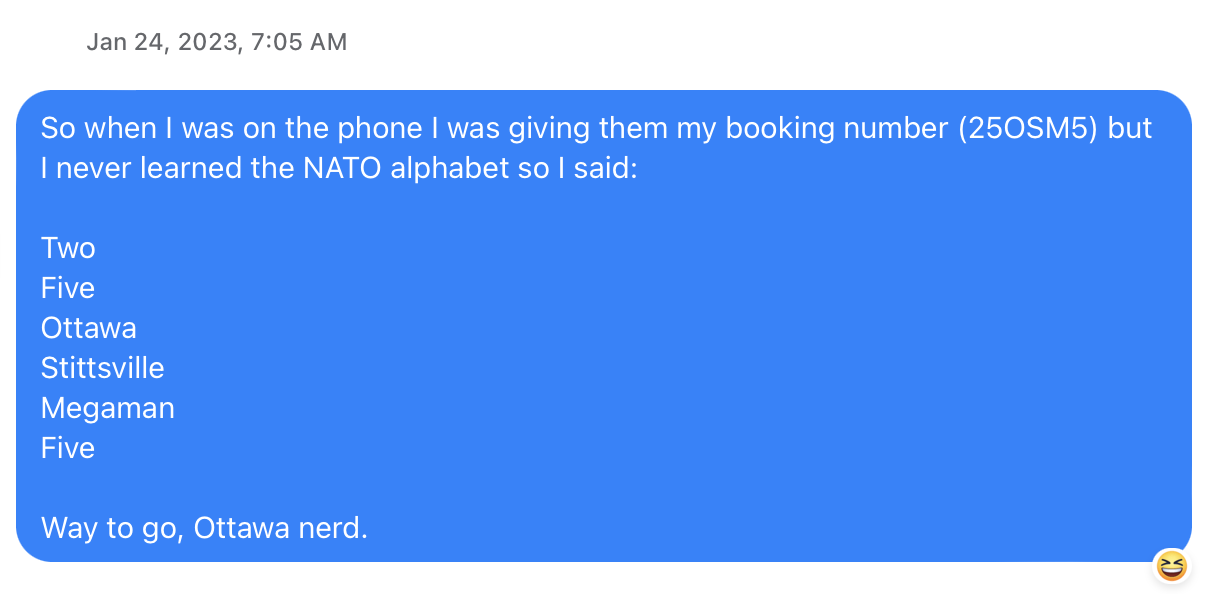 Jan 24, 2023, 7:05 AM
So when I was on the phone I was giving them my booking number (25OSM5) but
I never learned the NATO alphabet so I said:
Two
Five
Ottawa
Stittsville
Megaman
Five
Way to go, Ottawa nerd.